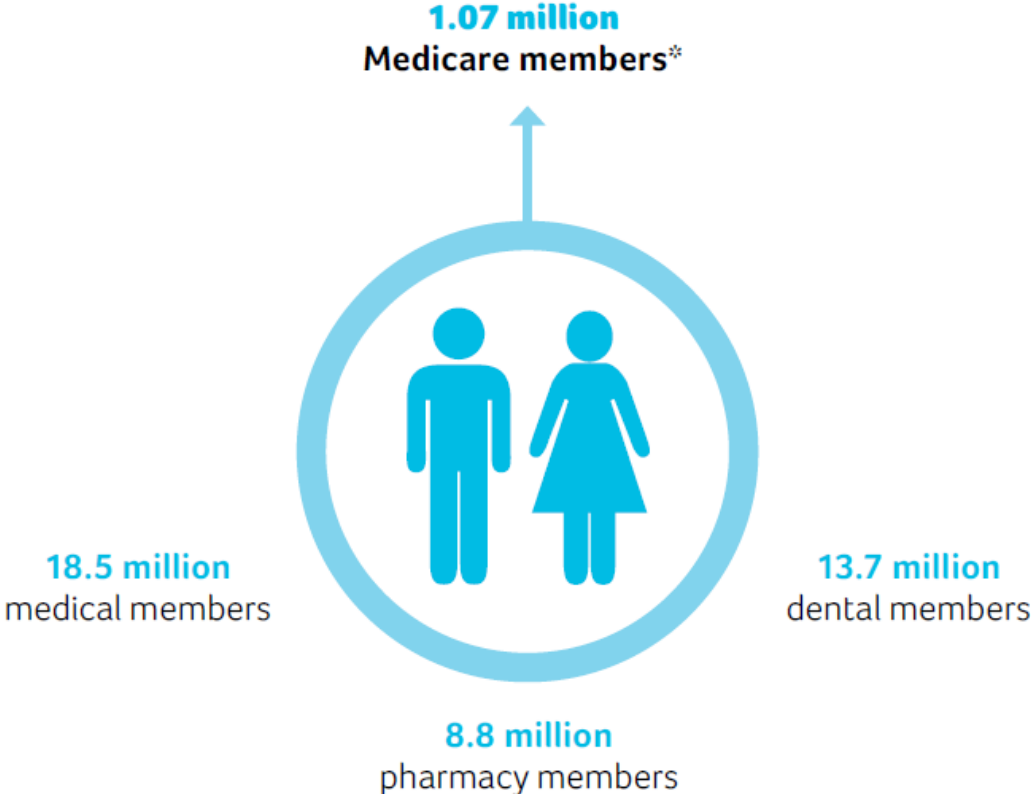 1.07 million
Medicare members*
18.5 million
medical members
13.7 million
dental members
8.8 million
pharmacy members